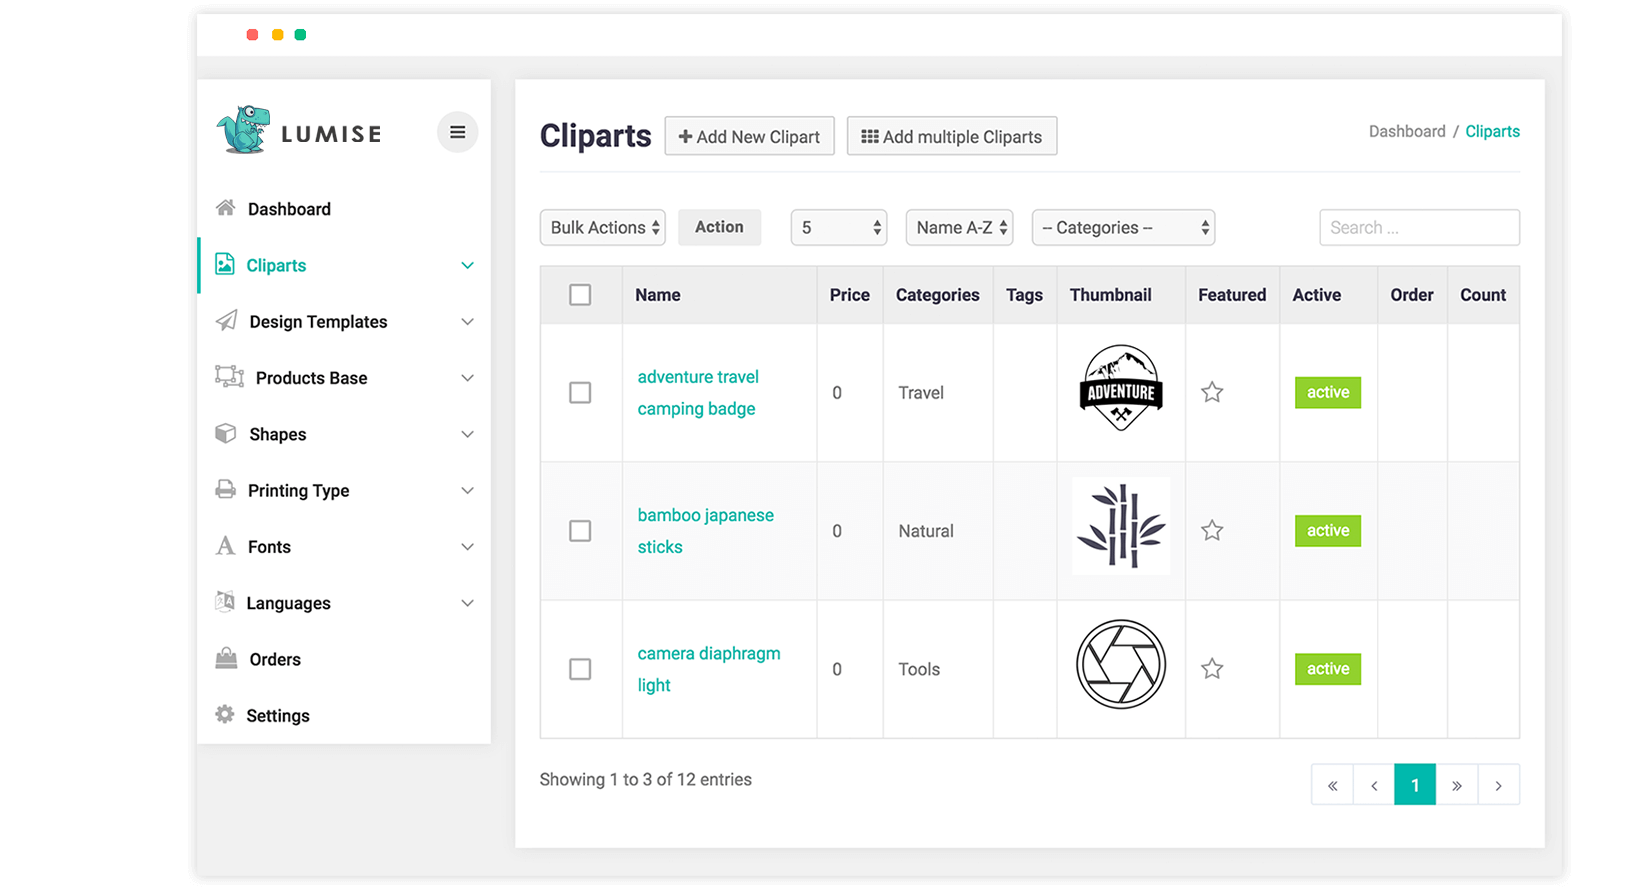 LUMISE
Dashboard
Cliparts
Design Templates
Products Base
Shapes
Printing Type
Fonts
Languages
Orders
Settings
Cliparts
Add New Clipart
Add multiple Cliparts
Dashboard / Cliparts
Bulk Actions
Action
5
Name A-Z
-- Categories --
Search ...
Name Price Categories Tags Thumbnail Featured Active Order Count
adventure travel
camping badge
0
Travel
ADVENTURE
active
bamboo japanese
sticks
0
Natural
active
camera diaphragm
light
0
Tools
active
Showing 1 to 3 of 12 entries
« ‹ 1 » ›